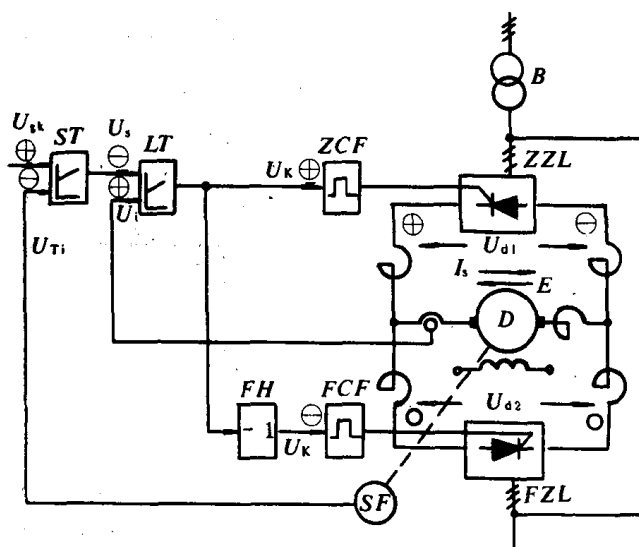 B
U_gk ST U_s LT ZCF ZZL
⊕ ⊖ U_K ⊕
⊖ ⊕
U_Ti U_i
⊕ U_d1 ⊖
I_s
E
D
FH ⊖ FCF U_d2
- 1 U_K
SF FZL